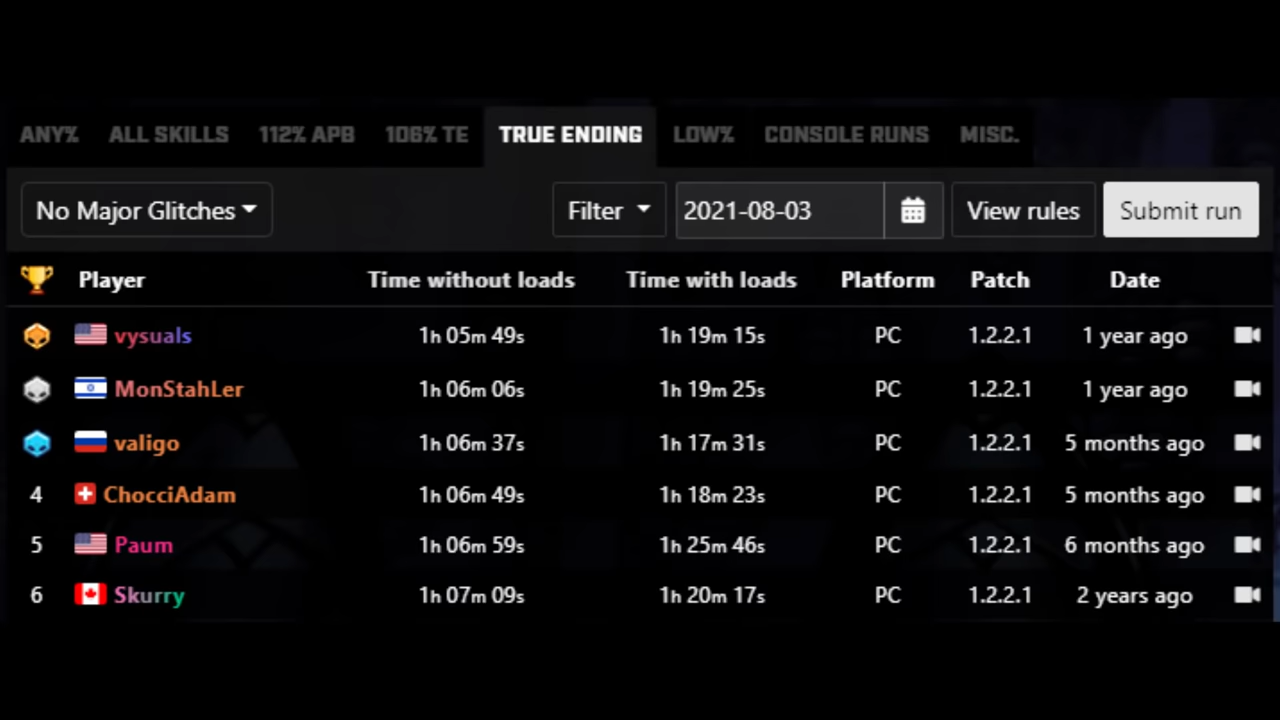 ANY% ALL SKILLS 112% APB 106% TE TRUE ENDING LOW% CONSOLE RUNS MISC.
No Major Glitches Filter 2021-08-03 View rules Submit run
Player Time without loads Time with loads Platform Patch Date
vysuals 1h 05m 49s 1h 19m 15s PC 1.2.2.1 1 year ago
MonStahLer 1h 06m 06s 1h 19m 25s PC 1.2.2.1 1 year ago
valigo 1h 06m 37s 1h 17m 31s PC 1.2.2.1 5 months ago
4 ChocciAdam 1h 06m 49s 1h 18m 23s PC 1.2.2.1 5 months ago
5 Paum 1h 06m 59s 1h 25m 46s PC 1.2.2.1 6 months ago
6 Skurry 1h 07m 09s 1h 20m 17s PC 1.2.2.1 2 years ago